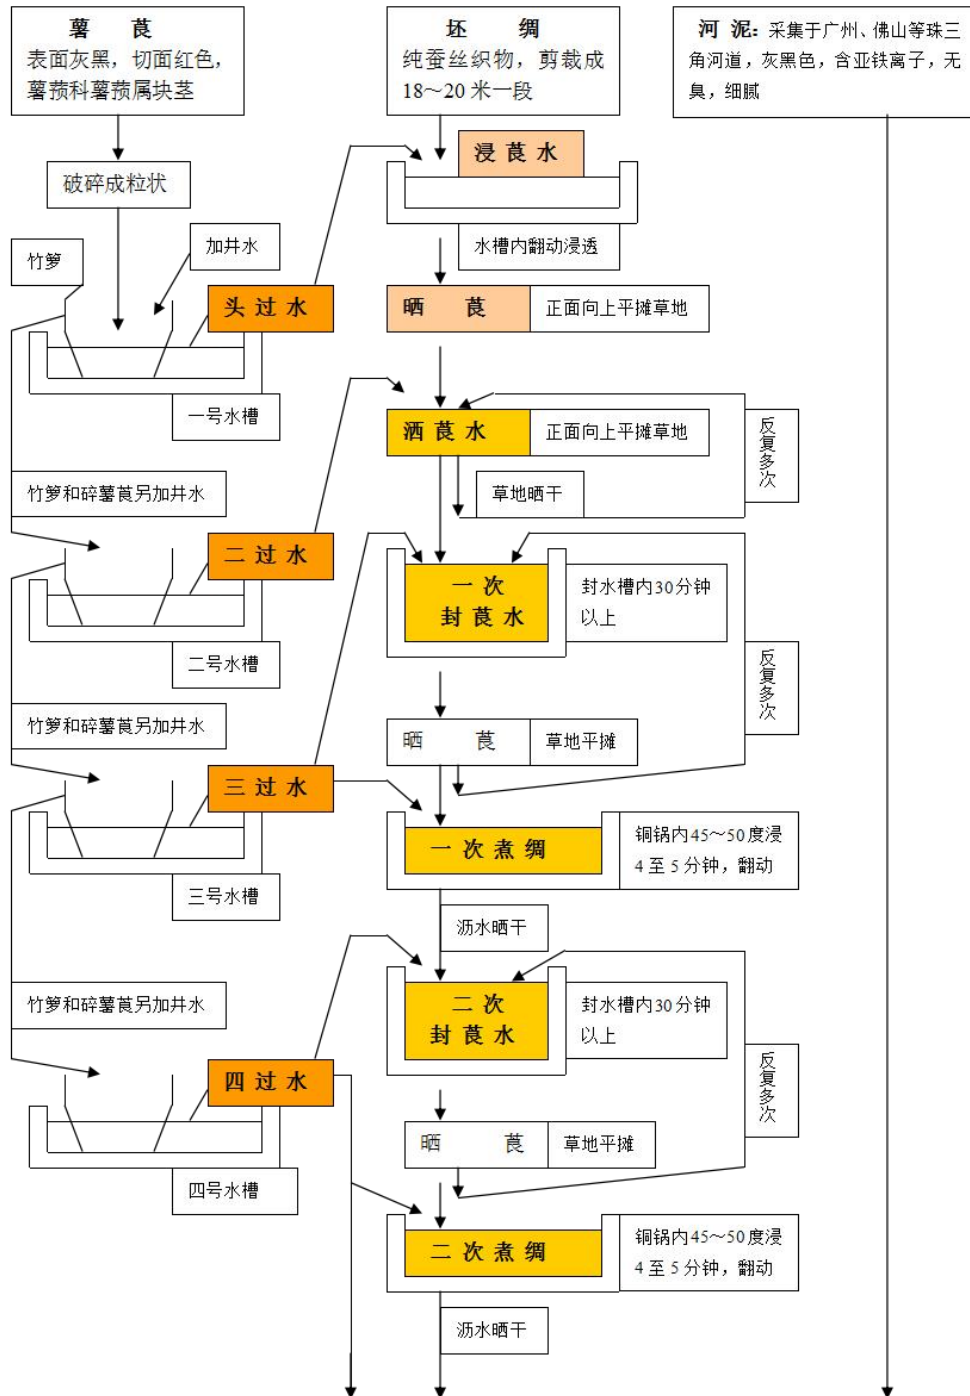 薯 莨
表面灰黑，切面红色，
薯蓣科薯蓣属块茎
坯 绸
纯蚕丝织物，剪裁成
18～20 米一段
河 泥：采集于广州、佛山等珠三
角河道，灰黑色，含亚铁离子，无
臭，细腻
浸 莨 水
破碎成粒状
竹箩
加井水
水槽内翻动浸透
头 过 水
晒 莨
正面向上平摊草地
一号水槽
洒 莨 水
正面向上平摊草地
反复多次
竹箩和碎薯莨另加井水
草地晒干
二 过 水
一 次
封 莨 水
封水槽内30分钟
以上
二号水槽
反复多次
竹箩和碎薯莨另加井水
晒 莨
草地平摊
三 过 水
一 次 煮 绸
铜锅内45～50度浸
4 至 5 分钟，翻动
三号水槽
沥水晒干
竹箩和碎薯莨另加井水
二 次
封 莨 水
封水槽内30分钟
以上
四 过 水
反复多次
晒 莨
草地平摊
四号水槽
二 次 煮 绸
铜锅内45～50度浸
4 至 5 分钟，翻动
沥水晒干